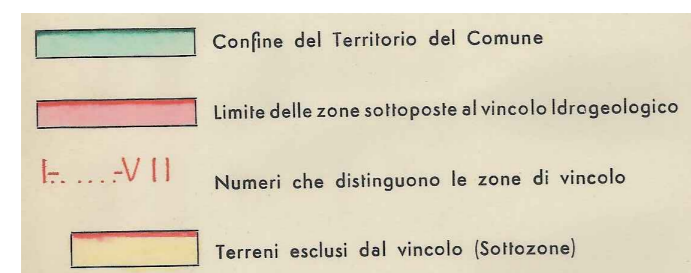 Confine del Territorio del Comune
Limite delle zone sottoposte al vincolo Idrogeologico
I-.....-VII Numeri che distinguono le zone di vincolo
Terreni esclusi dal vincolo (Sottozone)